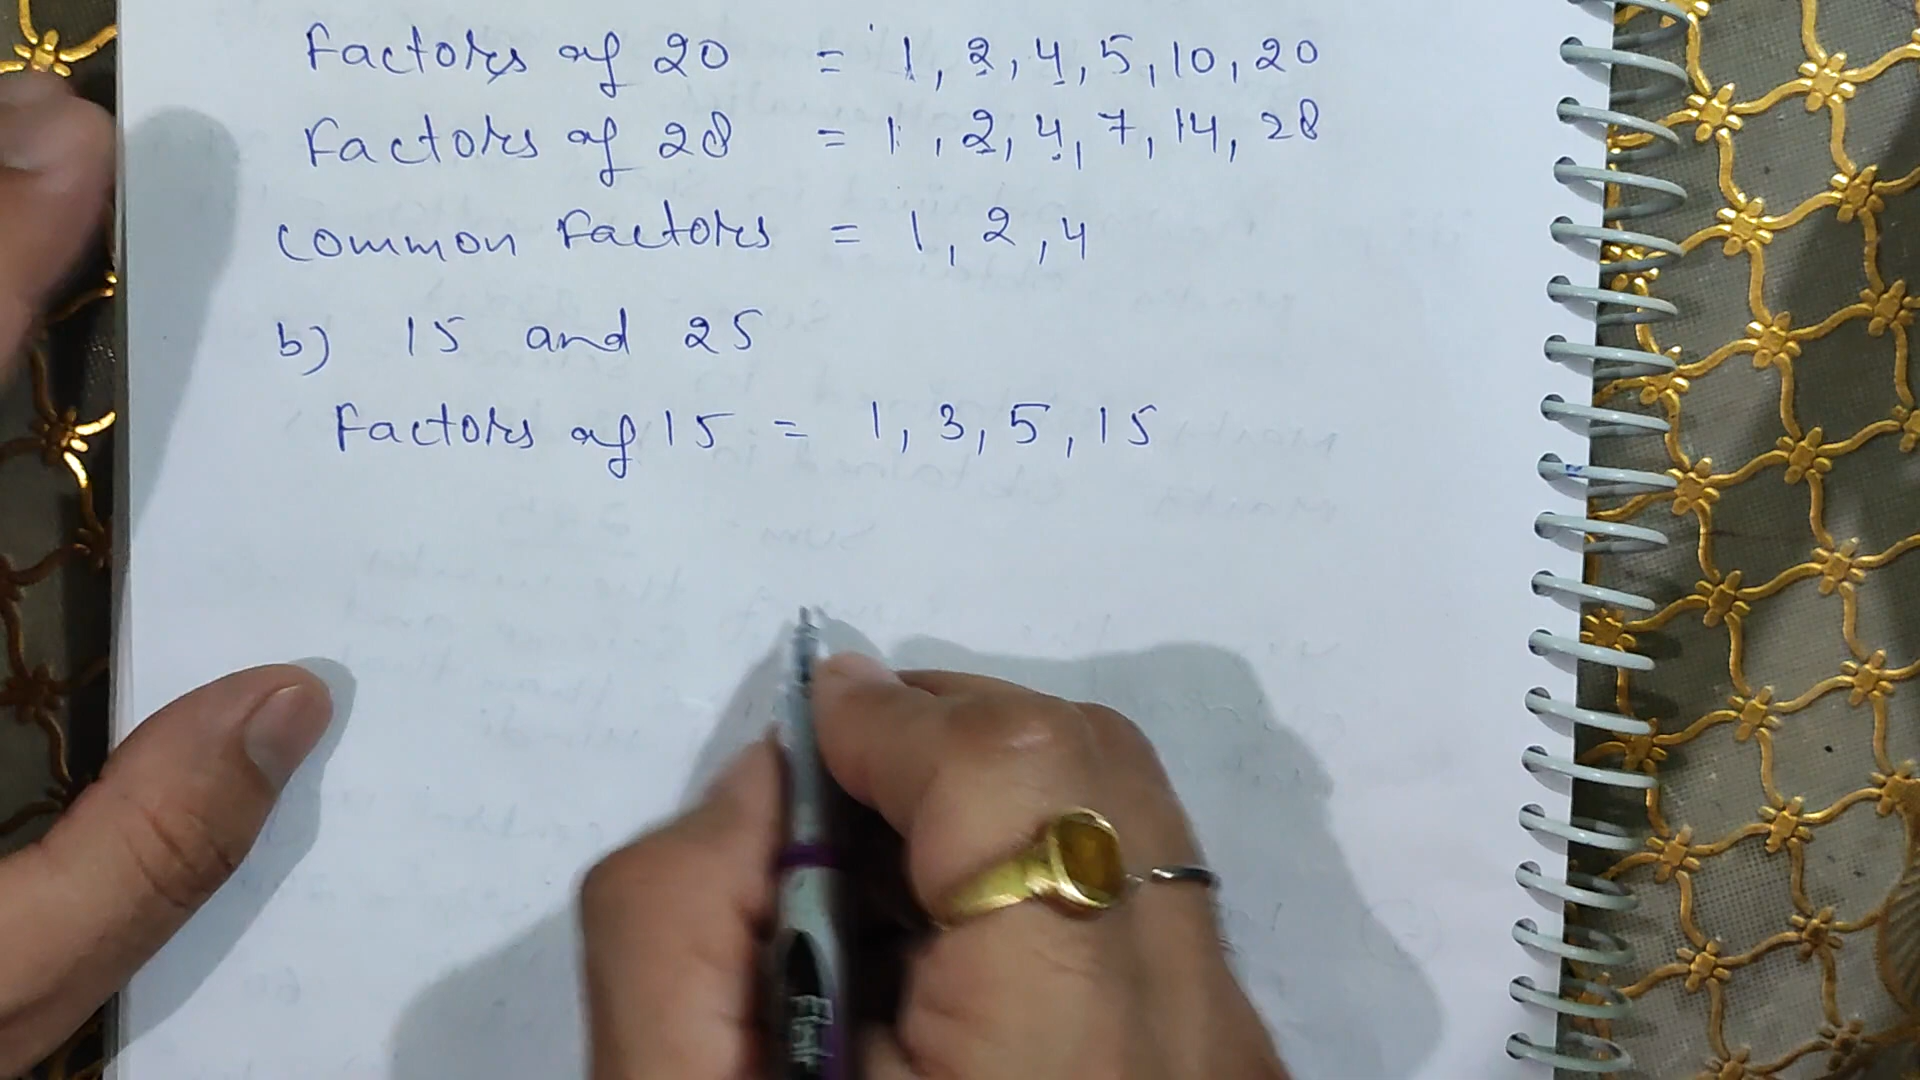 Factors of 20 = 1, 2, 4, 5, 10, 20
Factors of 28 = 1, 2, 4, 7, 14, 28
Common Factors = 1, 2, 4
b) 15 and 25
Factors of 15 = 1, 3, 5, 15